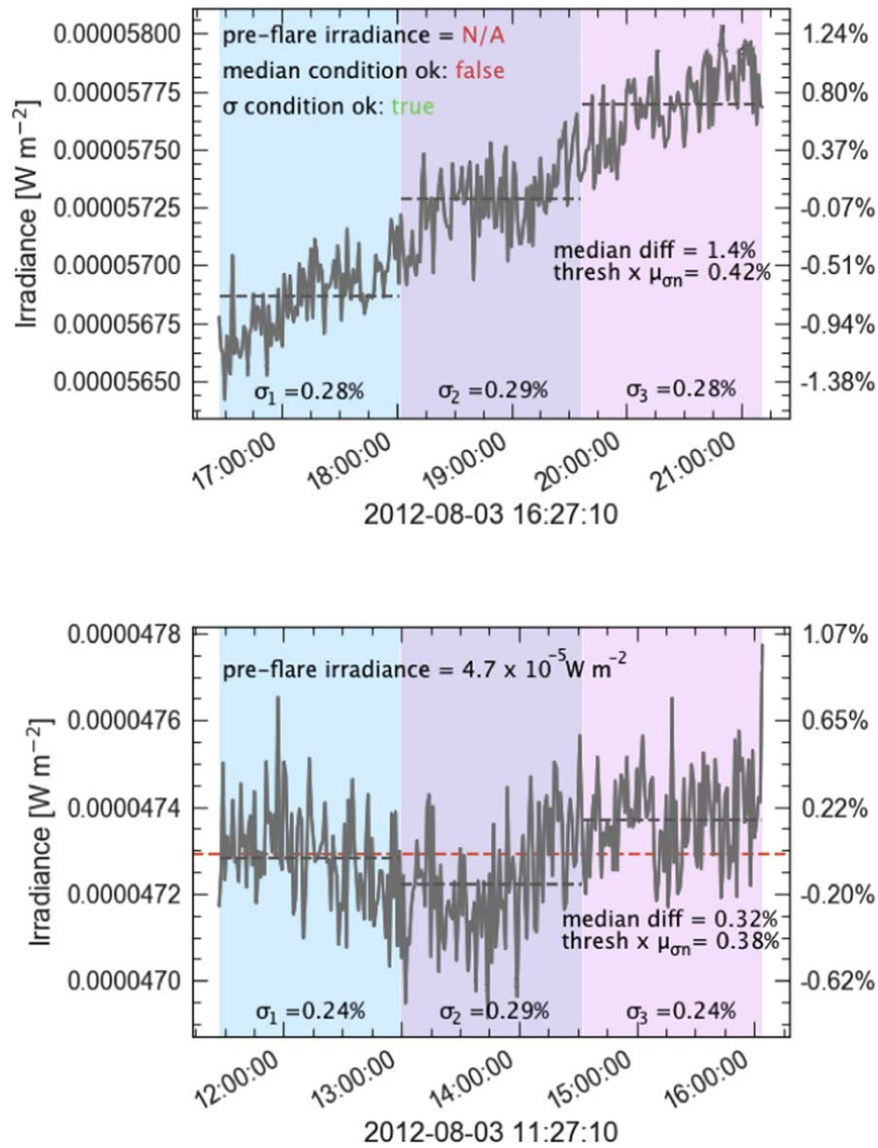 pre-flare irradiance = N/A
median condition ok: false
σ condition ok: true
0.00005800
0.00005775
0.00005750
0.00005725
0.00005700
0.00005675
0.00005650
Irradiance [W m⁻²]
1.24%
0.80%
0.37%
-0.07%
-0.51%
-0.94%
-1.38%
median diff = 1.4%
thresh x μσn = 0.42%
σ₁ =0.28%
σ₂ =0.29%
σ₃ =0.28%
17:00:00
18:00:00
19:00:00
20:00:00
21:00:00
2012-08-03 16:27:10
pre-flare irradiance = 4.7 x 10⁻⁵W m⁻²
0.0000478
0.0000476
0.0000474
0.0000472
0.0000470
Irradiance [W m⁻²]
1.07%
0.65%
0.22%
-0.20%
-0.62%
median diff = 0.32%
thresh x μσn = 0.38%
σ₁ =0.24%
σ₂ =0.29%
σ₃ =0.24%
12:00:00
13:00:00
14:00:00
15:00:00
16:00:00
2012-08-03 11:27:10